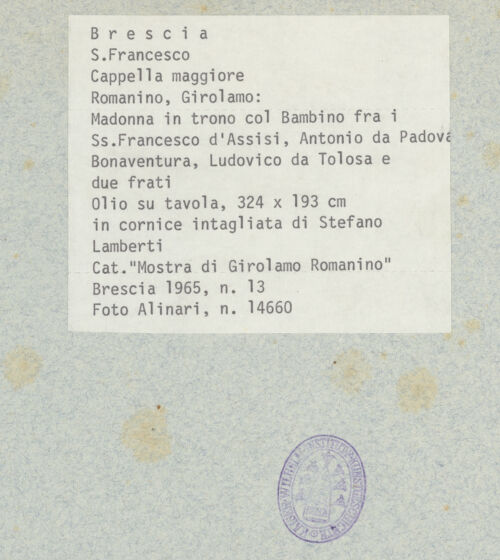 B r e s c i a
S.Francesco
Cappella maggiore
Romanino, Girolamo:
Madonna in trono col Bambino fra i
Ss.Francesco d'Assisi, Antonio da Padova
Bonaventura, Ludovico da Tolosa e
due frati
Olio su tavola, 324 x 193 cm
in cornice intagliata di Stefano
Lamberti
Cat."Mostra di Girolamo Romanino"
Brescia 1965, n. 13
Foto Alinari, n. 14660